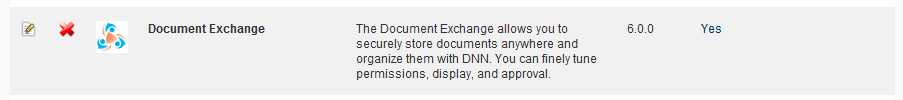 Document Exchange
The Document Exchange allows you to
securely store documents anywhere and
organize them with DNN. You can finely tune
permissions, display, and approval.
6.0.0
Yes